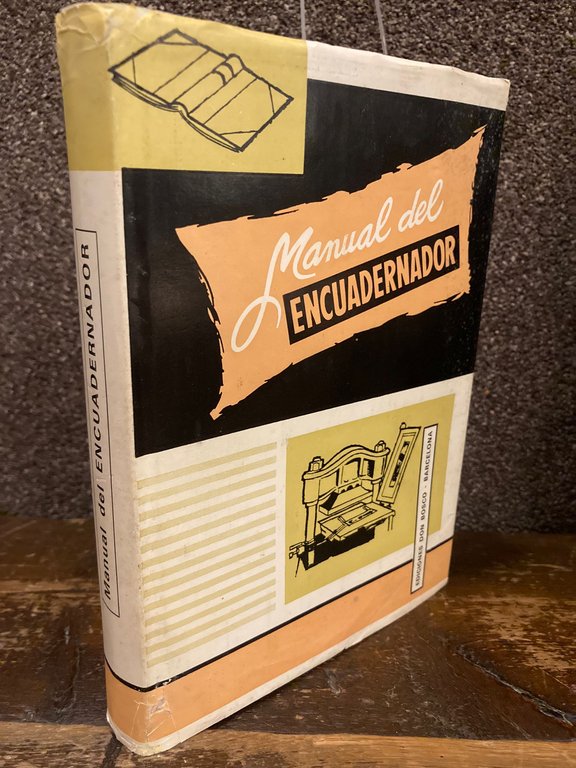 Manual del
ENCUADERNADOR
EDICIONES DON BOSCO - BARCELONA
Manual del ENCUADERNADOR